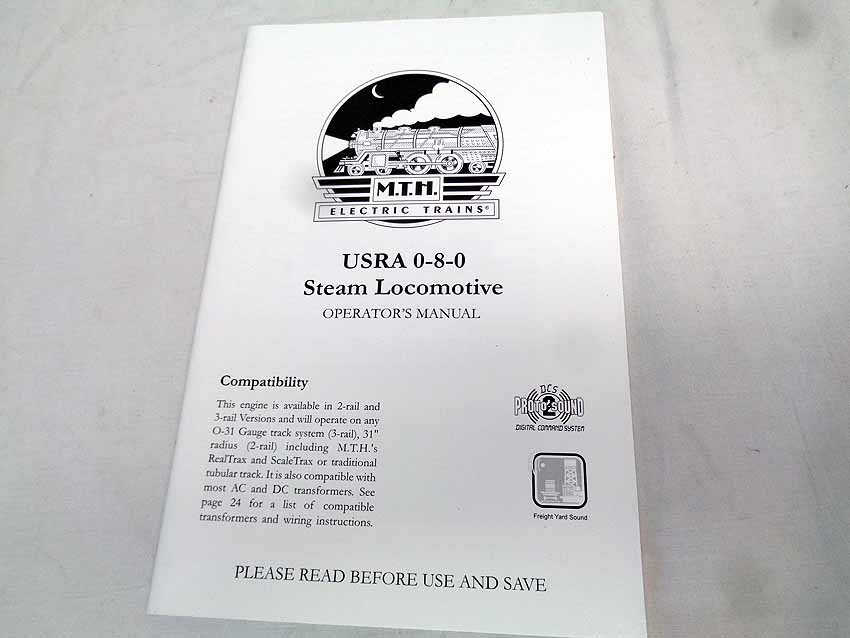 M.T.H.
ELECTRIC TRAINS®
USRA 0-8-0
Steam Locomotive
OPERATOR'S MANUAL
Compatibility
This engine is available in 2-rail and
3-rail Versions and will operate on any
O-31 Gauge track system (3-rail), 31"
radius (2-rail) including M.T.H.'s
RealTrax and ScaleTrax or traditional
tubular track. It is also compatible with
most AC and DC transformers. See
page 24 for a list of compatible
transformers and wiring instructions.
DCS
PROTO SOUND
2
DIGITAL COMMAND SYSTEM
Freight Yard Sound
PLEASE READ BEFORE USE AND SAVE